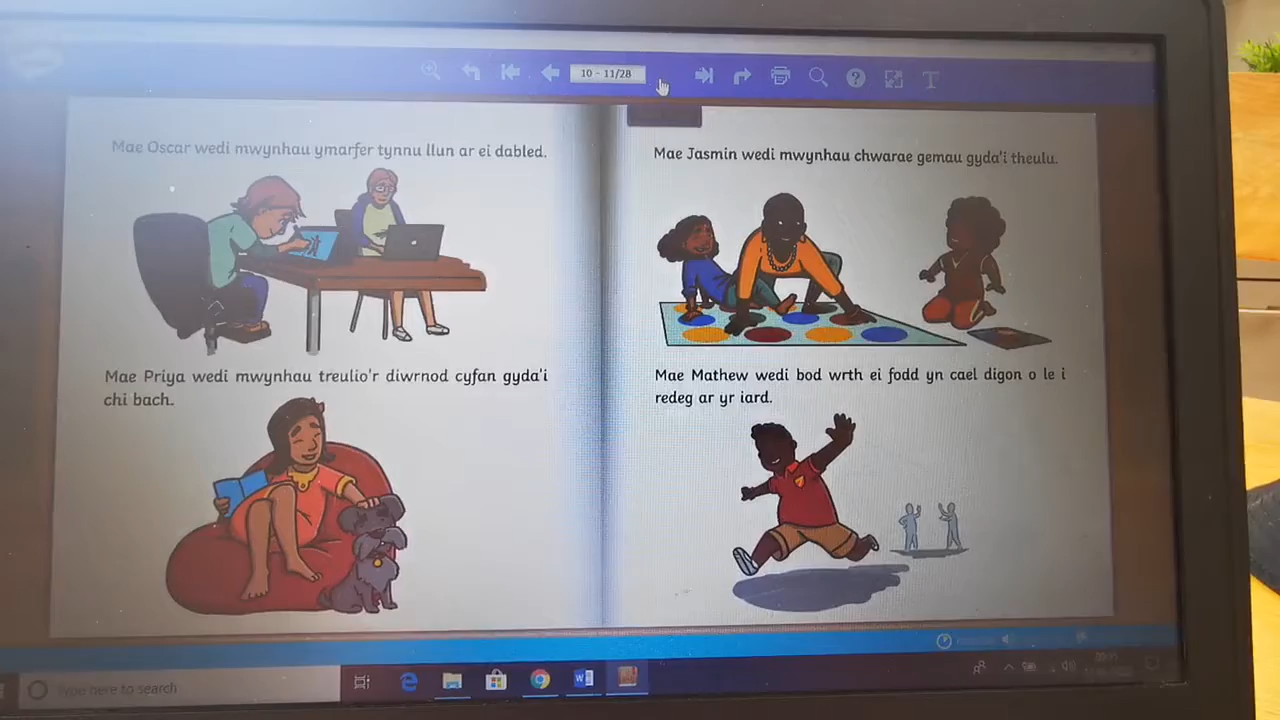 10 - 11/28
T
Mae Oscar wedi mwynhau ymarfer tynnu llun ar ei dabled.
Mae Priya wedi mwynhau treulio'r diwrnod cyfan gyda'i
chi bach.
Mae Jasmin wedi mwynhau chwarae gemau gyda'i theulu.
Mae Mathew wedi bod wrth ei fodd yn cael digon o le i
redeg ar yr iard.
Type here to search